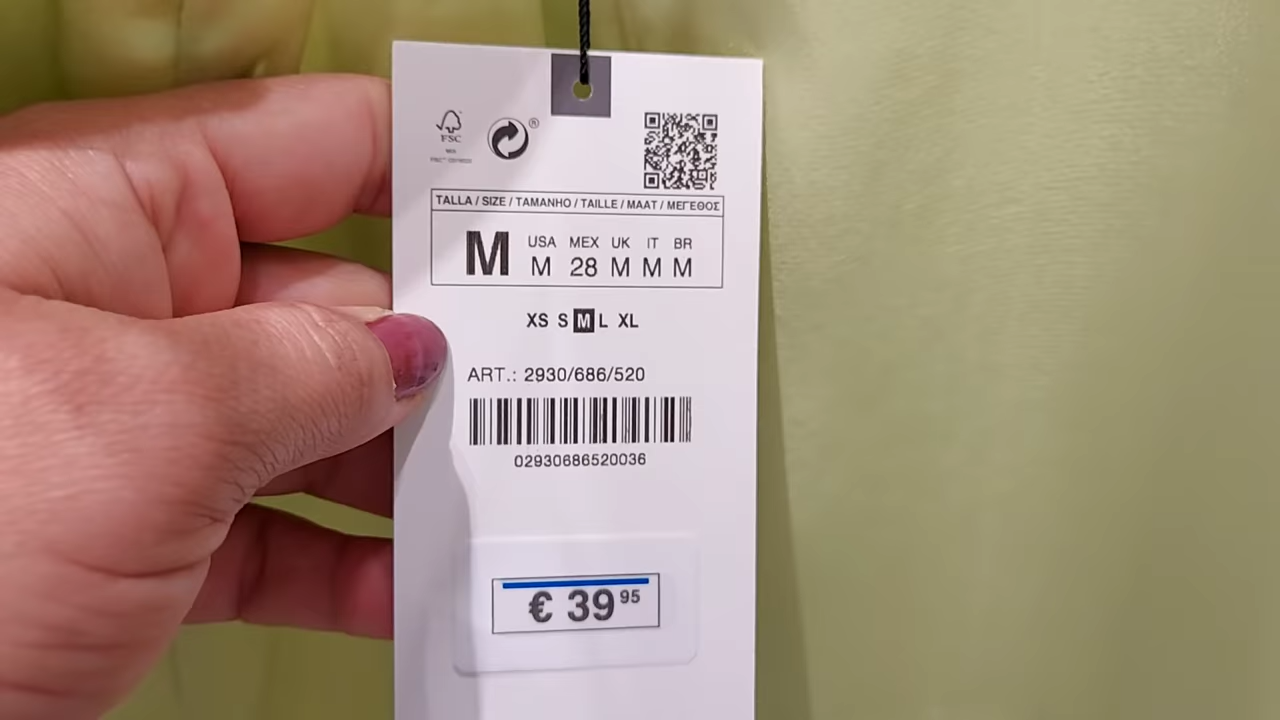 FSC
®
TALLA / SIZE / TAMANHO / TAILLE / MAAT / ΜΕΓΕΘΟΣ
M
USA MEX UK IT BR
M 28 M M M
XS S M L XL
ART.: 2930/686/520
02930686520036
€ 39 95